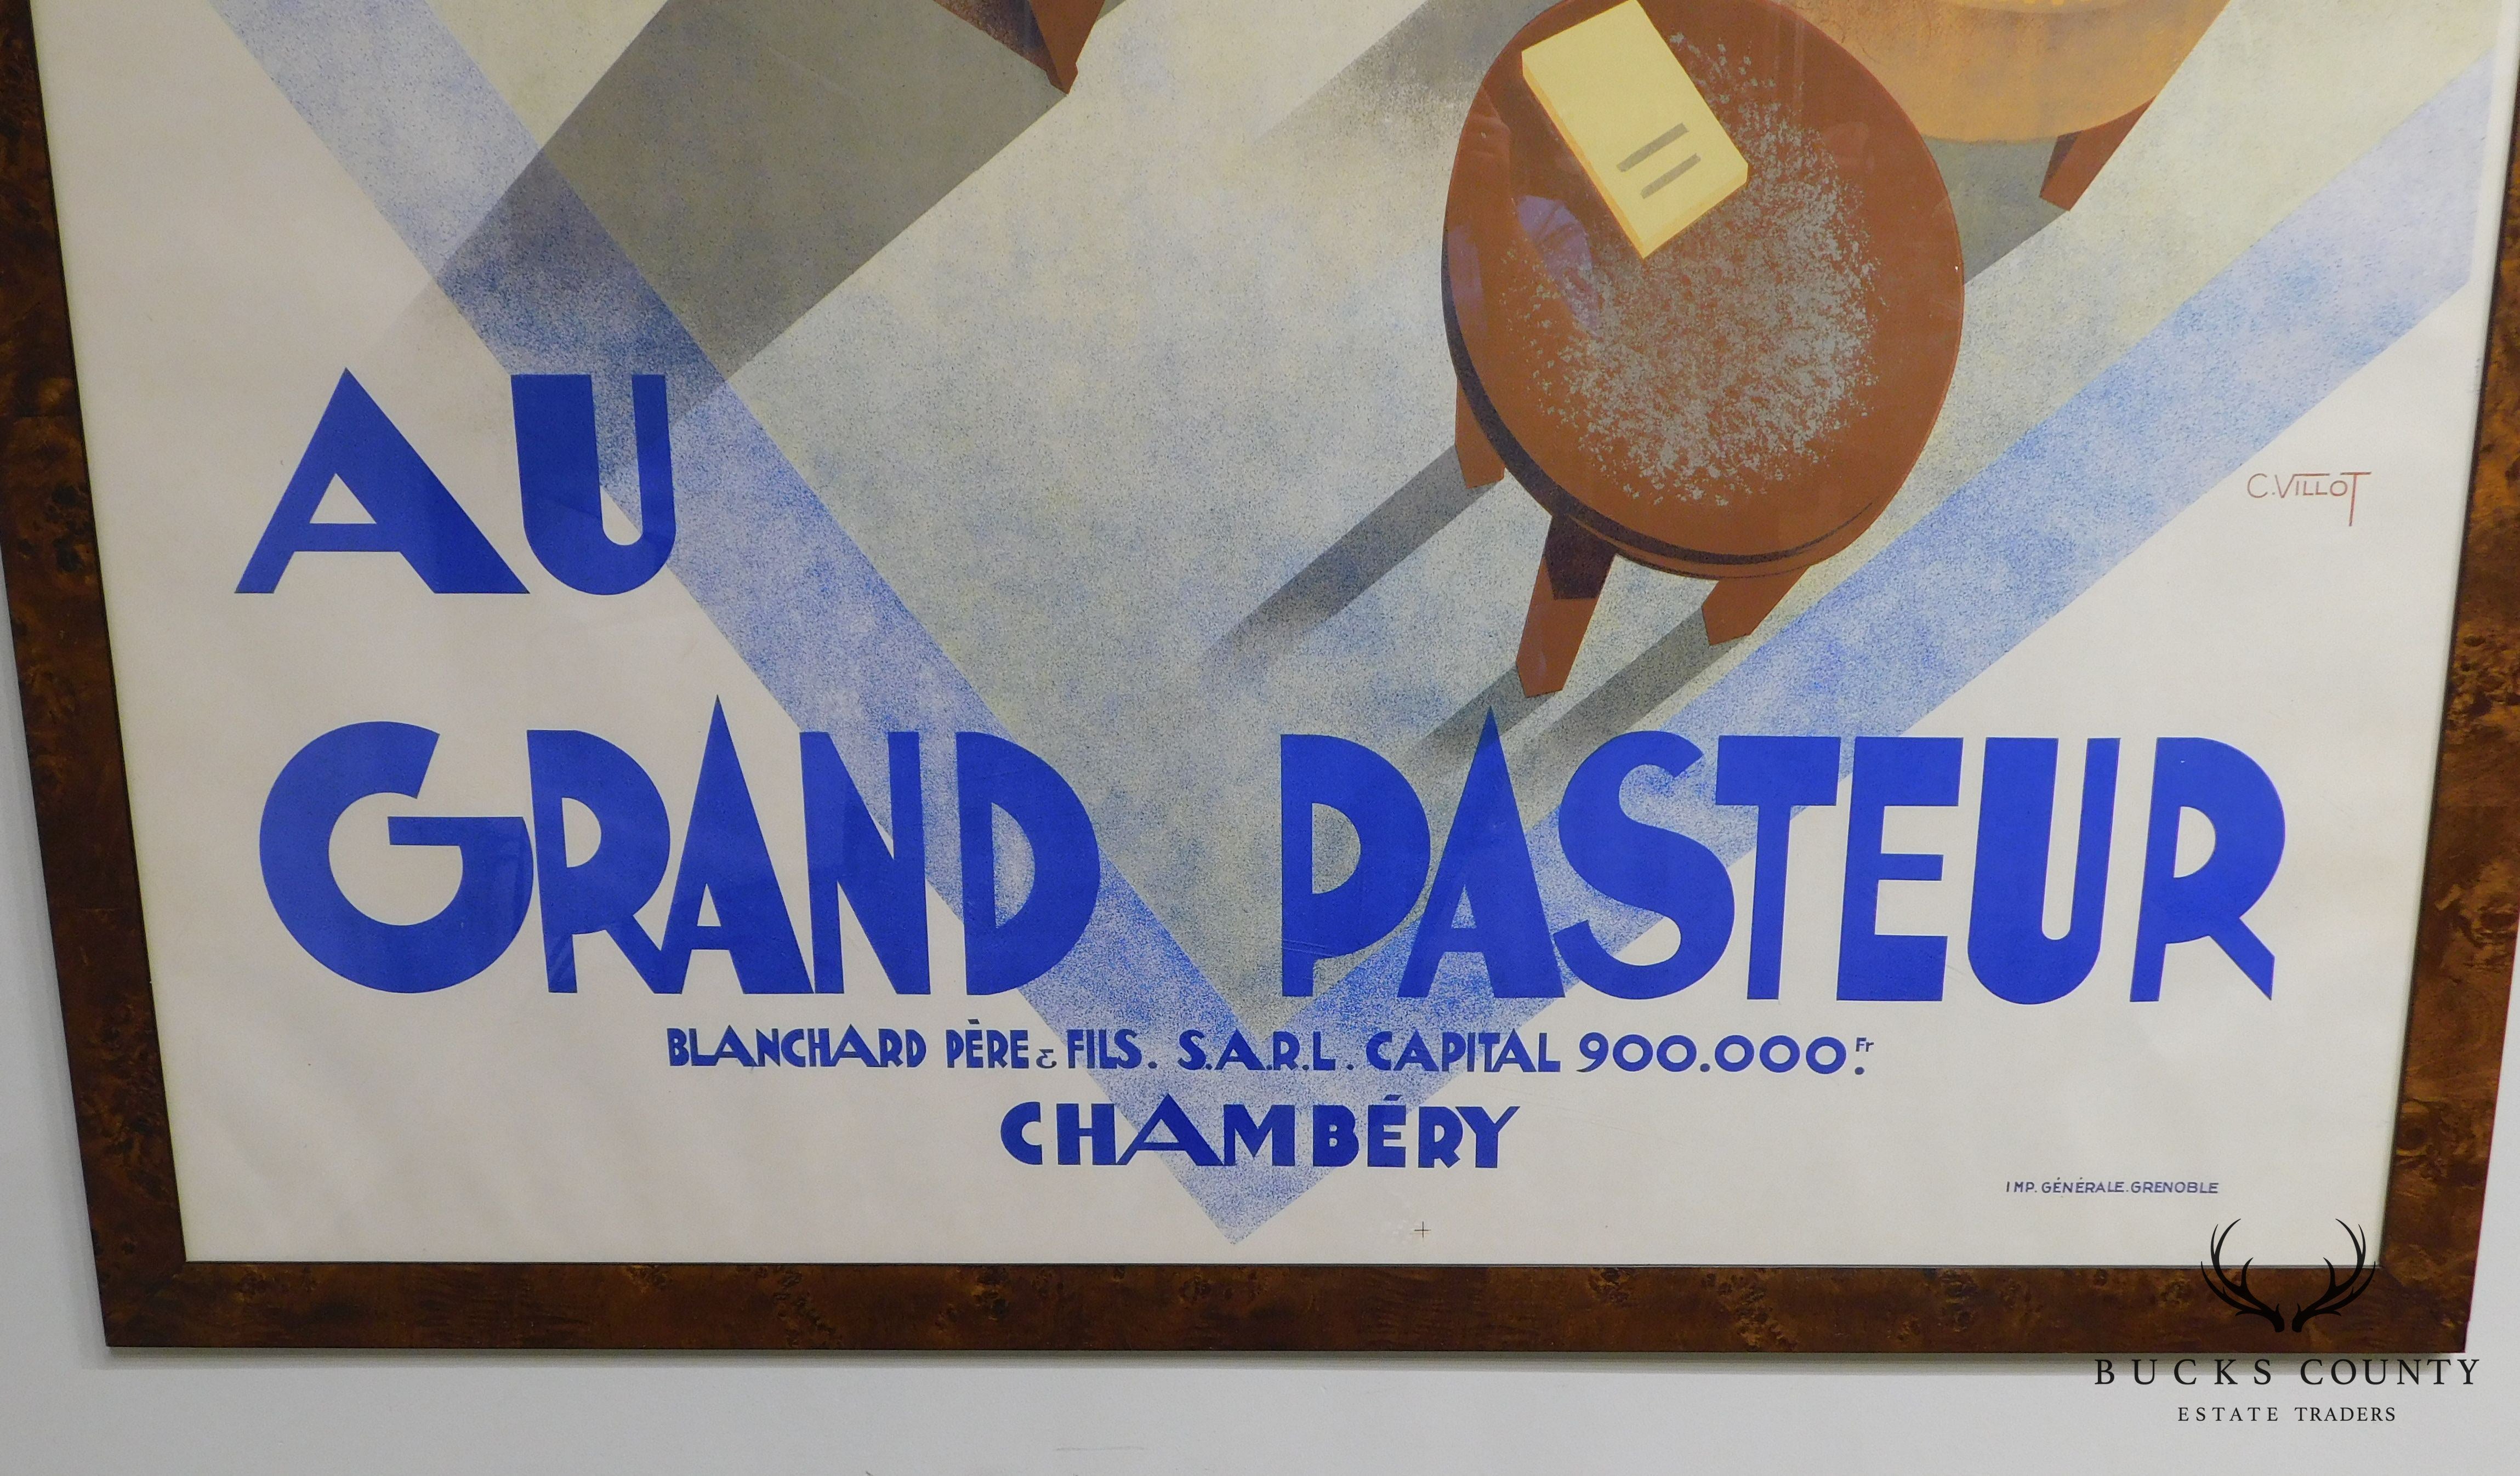 C. VILLOT
AU
GRAND PASTEUR
BLANCHARD PÈRE & FILS. S.A.R.L. CAPITAL 900.000.Fr
CHAMBÉRY
IMP. GÉNÉRALE. GRENOBLE
BUCKS COUNTY
ESTATE TRADERS